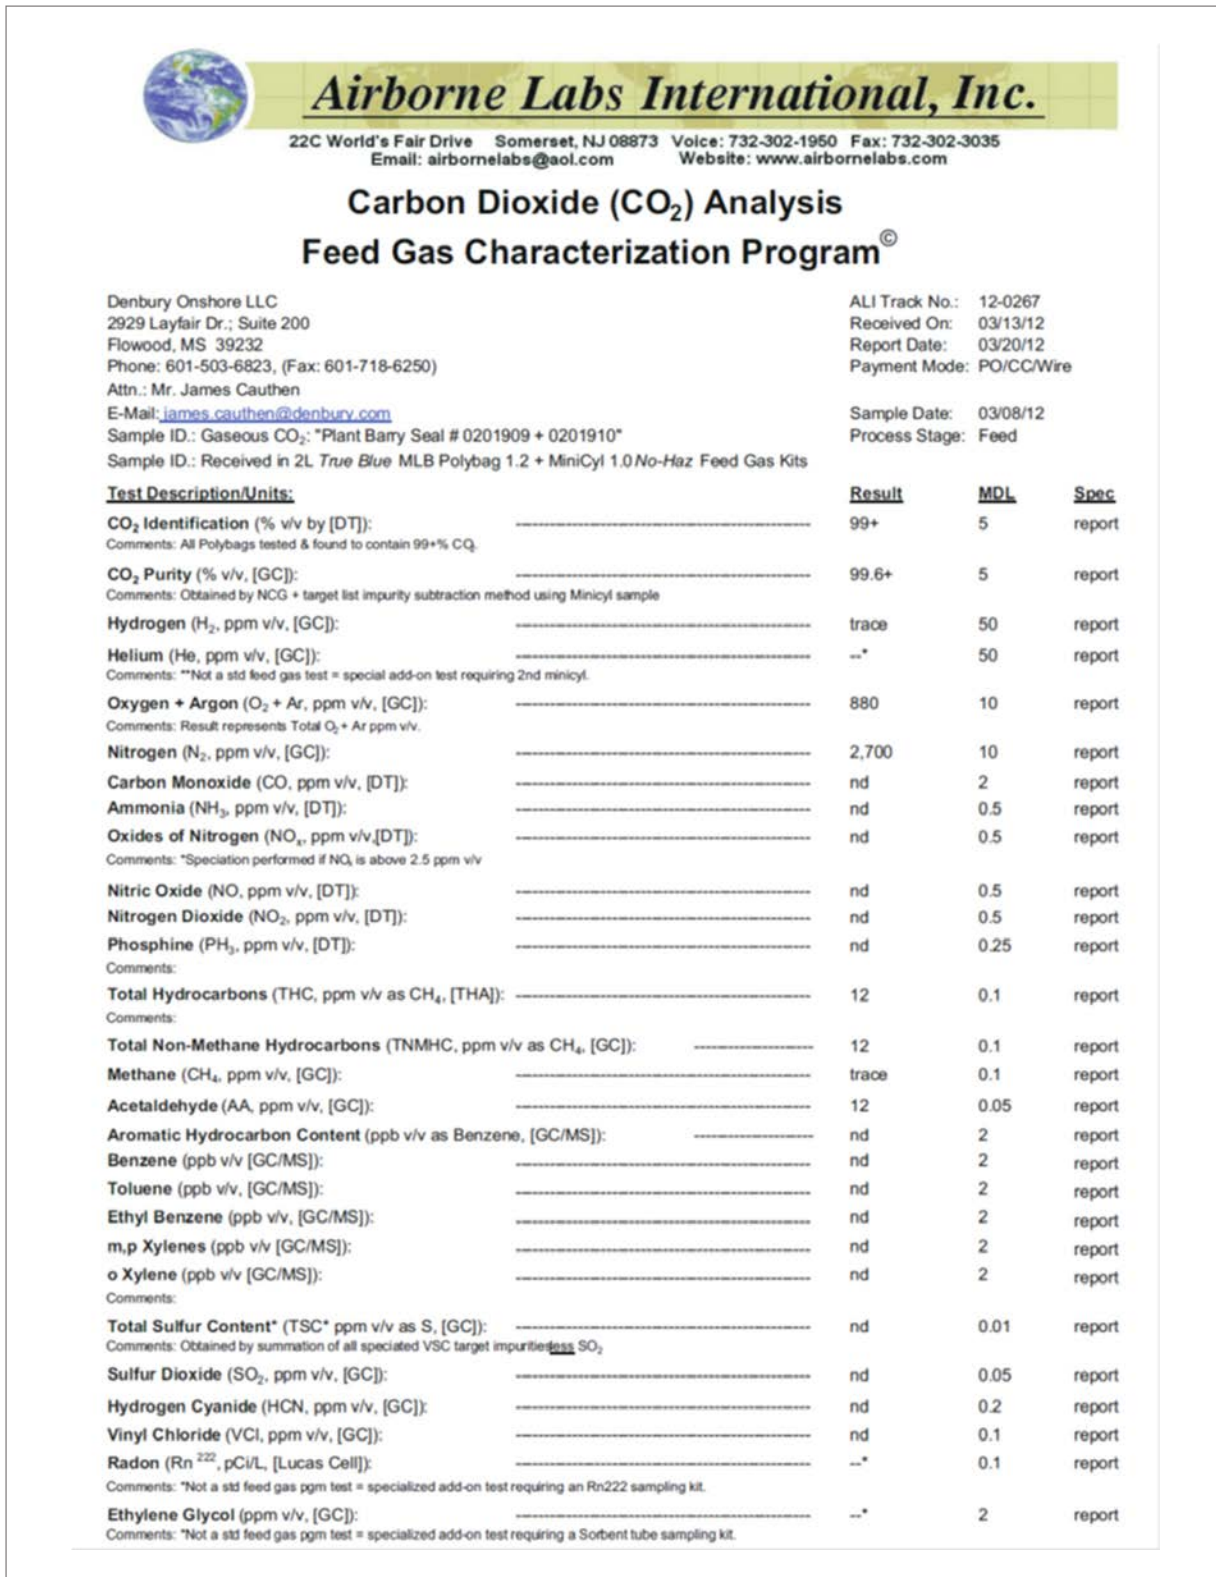 Airborne Labs International, Inc.
22C World's Fair Drive Somerset, NJ 08873 Voice: 732-302-1950 Fax: 732-302-3035
Email: airbornelabs@aol.com Website: www.airbornelabs.com
Carbon Dioxide (CO₂) Analysis
Feed Gas Characterization Program©
Denbury Onshore LLC ALI Track No.: 12-0267
2929 Layfair Dr.; Suite 200 Received On: 03/13/12
Flowood, MS 39232 Report Date: 03/20/12
Phone: 601-503-6823, (Fax: 601-718-6250) Payment Mode: PO/CC/Wire
Attn.: Mr. James Cauthen
E-Mail: james.cauthen@denbury.com Sample Date: 03/08/12
Sample ID.: Gaseous CO₂: "Plant Barry Seal # 0201909 + 0201910" Process Stage: Feed
Sample ID.: Received in 2L True Blue MLB Polybag 1.2 + MiniCyl 1.0 No-Haz Feed Gas Kits
Test Description/Units: Result MDL Spec
CO₂ Identification (% v/v by [DT]): 99+ 5 report
Comments: All Polybags tested & found to contain 99+% CO₂.
CO₂ Purity (% v/v, [GC]): 99.6+ 5 report
Comments: Obtained by NCG + target list impurity subtraction method using Minicyl sample
Hydrogen (H₂, ppm v/v, [GC]): trace 50 report
Helium (He, ppm v/v, [GC]): --* 50 report
Comments: **Not a std feed gas test = special add-on test requiring 2nd minicyl.
Oxygen + Argon (O₂ + Ar, ppm v/v, [GC]): 880 10 report
Comments: Result represents Total O₂ + Ar ppm v/v.
Nitrogen (N₂, ppm v/v, [GC]): 2,700 10 report
Carbon Monoxide (CO, ppm v/v, [DT]): nd 2 report
Ammonia (NH₃, ppm v/v, [DT]): nd 0.5 report
Oxides of Nitrogen (NOₓ, ppm v/v,[DT]): nd 0.5 report
Comments: *Speciation performed if NOₓ is above 2.5 ppm v/v
Nitric Oxide (NO, ppm v/v, [DT]): nd 0.5 report
Nitrogen Dioxide (NO₂, ppm v/v, [DT]): nd 0.5 report
Phosphine (PH₃, ppm v/v, [DT]): nd 0.25 report
Comments:
Total Hydrocarbons (THC, ppm v/v as CH₄, [THA]): 12 0.1 report
Comments:
Total Non-Methane Hydrocarbons (TNMHC, ppm v/v as CH₄, [GC]): 12 0.1 report
Methane (CH₄, ppm v/v, [GC]): trace 0.1 report
Acetaldehyde (AA, ppm v/v, [GC]): 12 0.05 report
Aromatic Hydrocarbon Content (ppb v/v as Benzene, [GC/MS]): nd 2 report
Benzene (ppb v/v [GC/MS]): nd 2 report
Toluene (ppb v/v, [GC/MS]): nd 2 report
Ethyl Benzene (ppb v/v, [GC/MS]): nd 2 report
m,p Xylenes (ppb v/v [GC/MS]): nd 2 report
o Xylene (ppb v/v [GC/MS]): nd 2 report
Comments:
Total Sulfur Content* (TSC* ppm v/v as S, [GC]): nd 0.01 report
Comments: Obtained by summation of all speciated VSC target impurities less SO₂
Sulfur Dioxide (SO₂, ppm v/v, [GC]): nd 0.05 report
Hydrogen Cyanide (HCN, ppm v/v, [GC]): nd 0.2 report
Vinyl Chloride (VCl, ppm v/v, [GC]): nd 0.1 report
Radon (Rn ²²², pCi/L, [Lucas Cell]): --* 0.1 report
Comments: *Not a std feed gas pgm test = specialized add-on test requiring an Rn222 sampling kit.
Ethylene Glycol (ppm v/v, [GC]): --* 2 report
Comments: *Not a std feed gas pgm test = specialized add-on test requiring a Sorbent tube sampling kit.